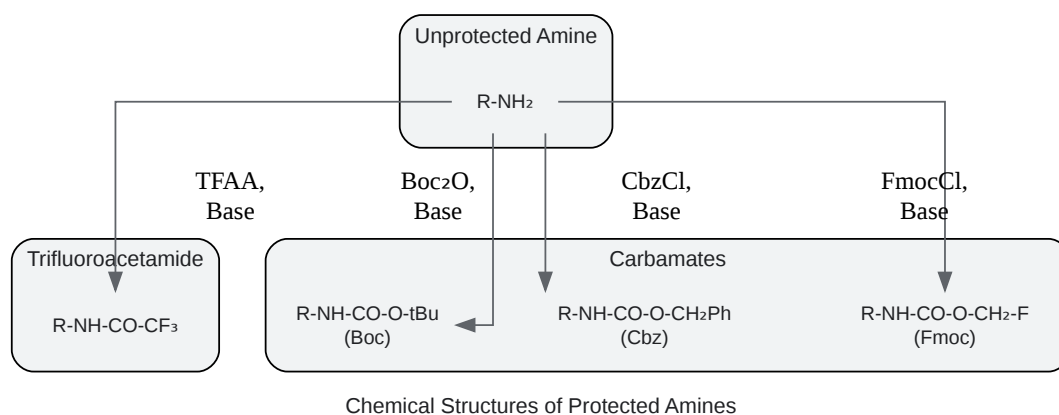 Unprotected Amine
R-NH₂
TFAA,
Base
Boc₂O,
Base
CbzCl,
Base
FmocCl,
Base
Trifluoroacetamide
R-NH-CO-CF₃
Carbamates
R-NH-CO-O-tBu
(Boc)
R-NH-CO-O-CH₂Ph
(Cbz)
R-NH-CO-O-CH₂-F
(Fmoc)
Chemical Structures of Protected Amines